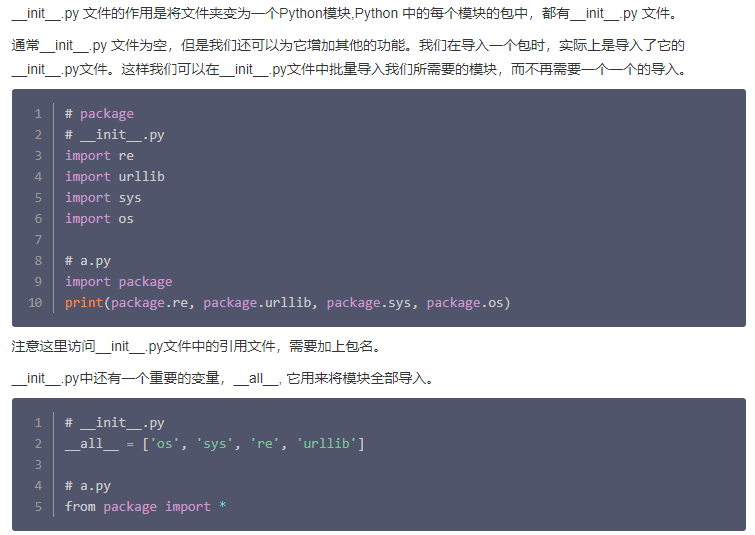 __init__.py 文件的作用是将文件夹变为一个Python模块,Python 中的每个模块的包中，都有__init__.py 文件。
通常__init__.py 文件为空，但是我们还可以为它增加其他的功能。我们在导入一个包时，实际上是导入了它的
__init__.py文件。这样我们可以在__init__.py文件中批量导入我们所需要的模块，而不再需要一个一个的导入。
1 # package
2 # __init__.py
3 import re
4 import urllib
5 import sys
6 import os
7
8 # a.py
9 import package
10 print(package.re, package.urllib, package.sys, package.os)
注意这里访问__init__.py文件中的引用文件，需要加上包名。
__init__.py中还有一个重要的变量，__all__, 它用来将模块全部导入。
1 # __init__.py
2 __all__ = ['os', 'sys', 're', 'urllib']
3
4 # a.py
5 from package import *